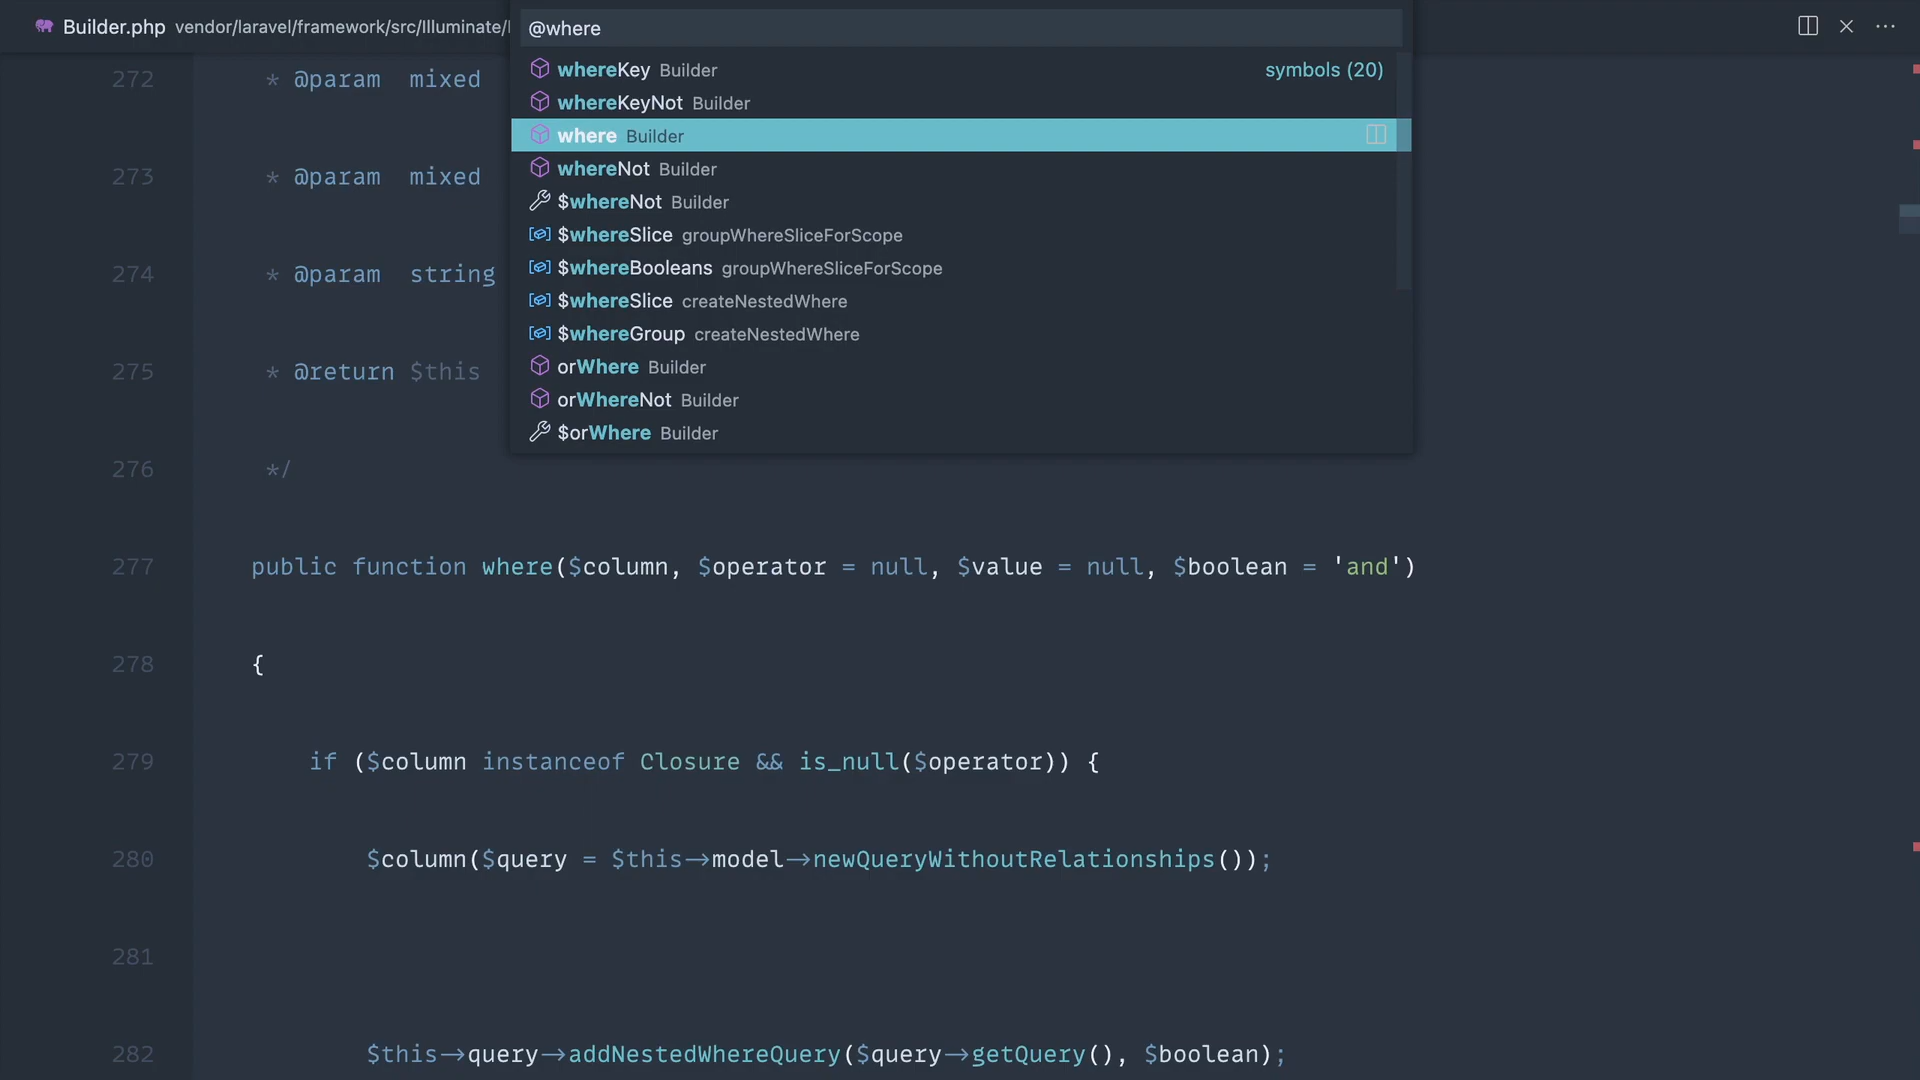 Builder.php vendor/laravel/framework/src/Illuminate/
@where
whereKey Builder symbols (20)
whereKeyNot Builder
where Builder
whereNot Builder
$whereNot Builder
$whereSlice groupWhereSliceForScope
$whereBooleans groupWhereSliceForScope
$whereSlice createNestedWhere
$whereGroup createNestedWhere
orWhere Builder
orWhereNot Builder
$orWhere Builder
272 * @param mixed
273 * @param mixed
274 * @param string
275 * @return $this
276 */
277 public function where($column, $operator = null, $value = null, $boolean = 'and')
278 {
279 if ($column instanceof Closure && is_null($operator)) {
280 $column($query = $this->model->newQueryWithoutRelationships());
281
282 $this->query->addNestedWhereQuery($query->getQuery(), $boolean);